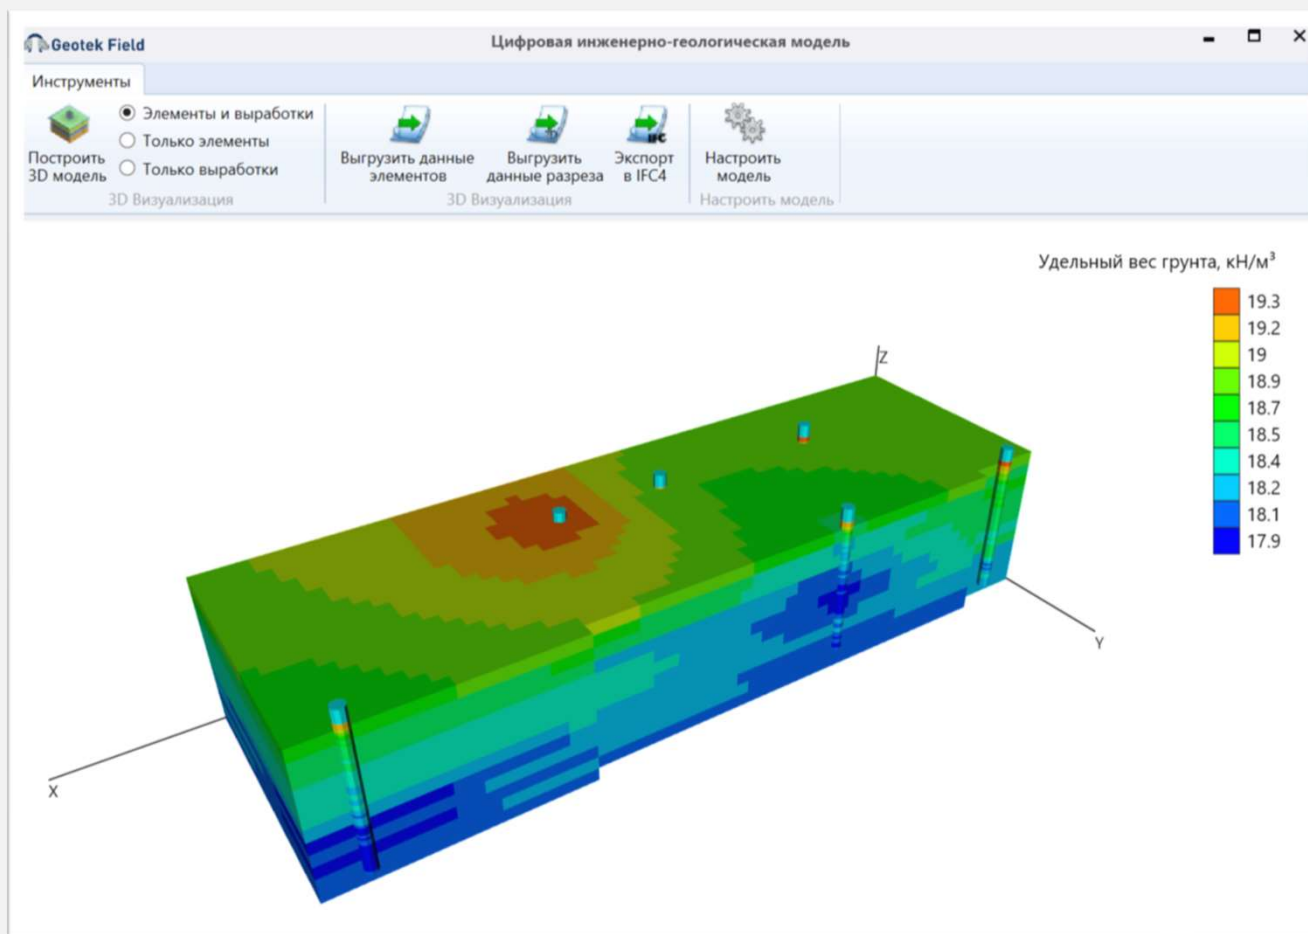 Geotek Field
Цифровая инженерно-геологическая модель
Инструменты
Построить
3D модель
Элементы и выработки
Только элементы
Только выработки
3D Визуализация
Выгрузить данные
элементов
Выгрузить
данные разреза
Экспорт
в IFC4
3D Визуализация
Настроить
модель
Настроить модель
Удельный вес грунта, кН/м³
19.3
19.2
19
18.9
18.7
18.5
18.4
18.2
18.1
17.9
Z
Y
X